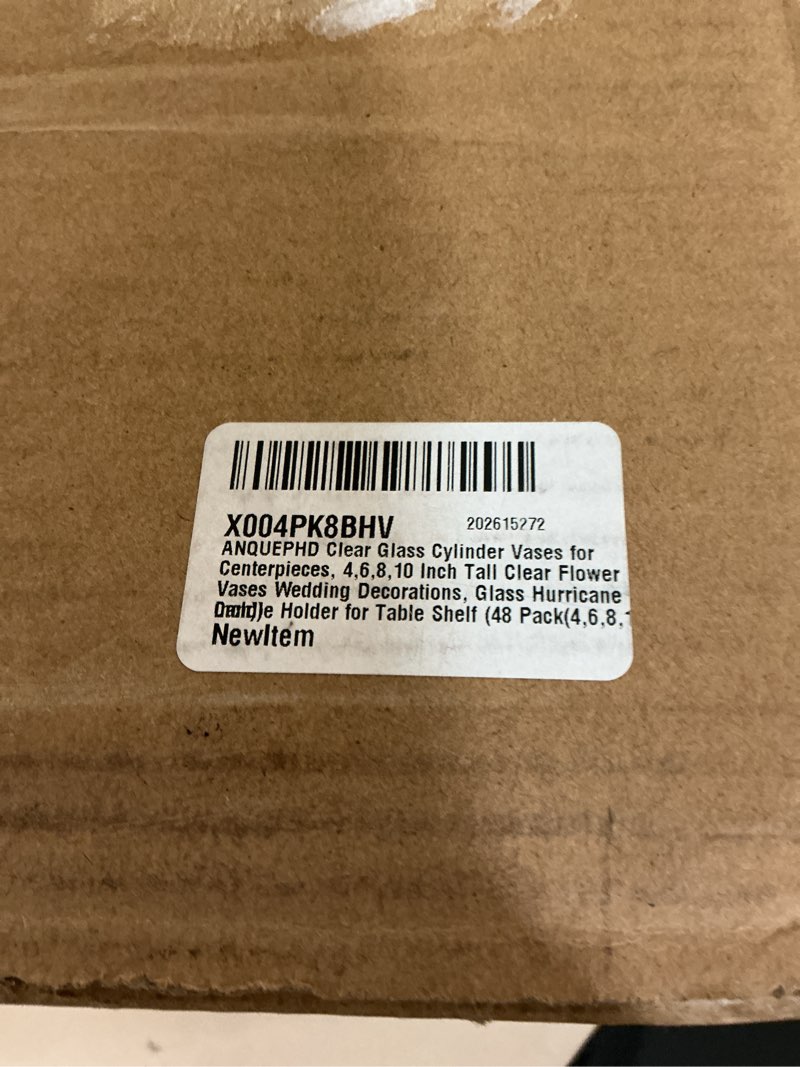 X004PK8BHV 202615272
ANQUEPHD Clear Glass Cylinder Vases for
Centerpieces, 4,6,8,10 Inch Tall Clear Flower
Vases Wedding Decorations, Glass Hurricane
Holder for Table Shelf (48 Pack(4,6,8,
NewItem